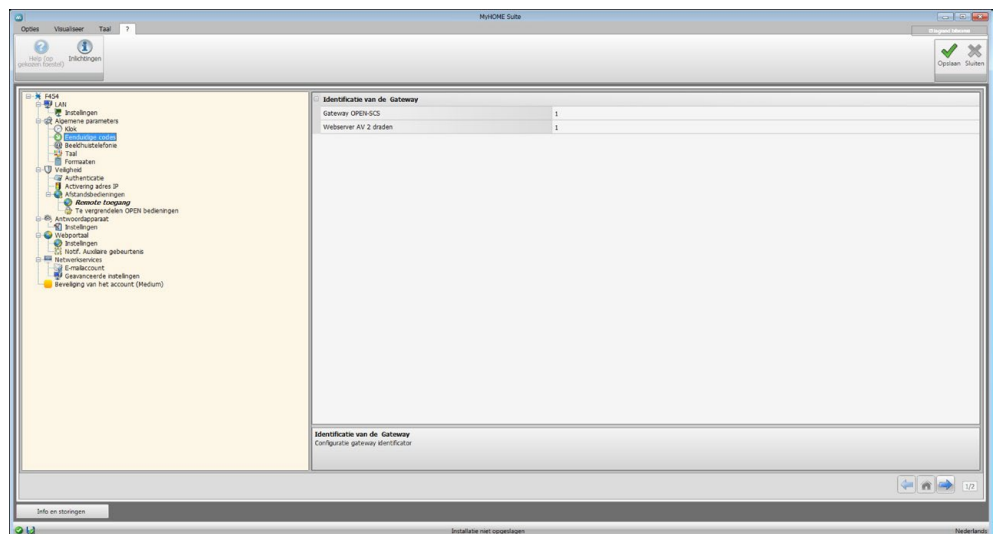 MyHOME Suite
Opties Visualiseer Taal ?
Help (op gekozen toestel)
Inlichtingen
Opslaan Sluiten
F454
LAN
Instellingen
Algemene parameters
Klok
Eenduidige codes
Beeldhuistelefonie
Taal
Formaaten
Veiligheid
Authenticatie
Activering adres IP
Afstandsbedieningen
Remote toegang
Te vergrendelen OPEN bedieningen
Antwoordapparaat
Instellingen
Webportaal
Instellingen
Notif. Auxiliaire gebeurtenis
Netwerkservices
E-mailaccount
Geavanceerde instellingen
Beveiliging van het account (Medium)
Identificatie van de Gateway
Gateway OPEN-SCS 1
Webserver AV 2 draden 1
Identificatie van de Gateway
Configuratie gateway identificator
1/2
Info en storingen
Installatie niet opgeslagen
Nederlands